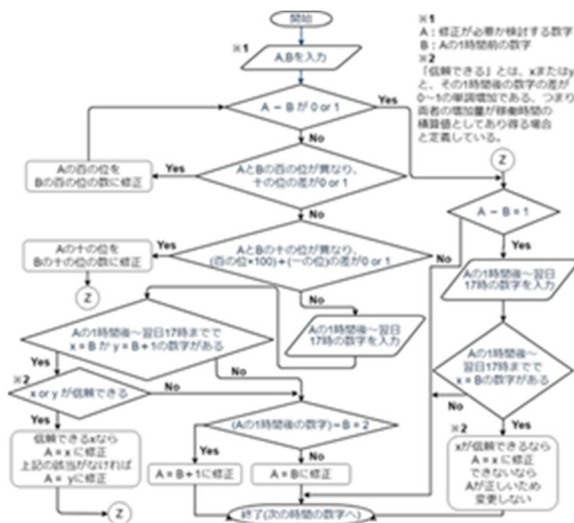 開始
※1
A,Bを入力
※1
A：修正が必要か検討する数字
B：Aの1時間前の数字
※2
「信頼できる」とは、xまたはy
と、その1時間後の数字の差が
0～1の単調増加である、つまり
両者の増加量が移動時間の
積算値としてあり得る場合
と定義している。
A − B が 0 or 1
Yes
No
AとBの百の位が異なり、
十の位の差が0 or 1
Yes
Aの百の位を
Bの百の位の数に修正
No
Z
A − B = 1
Yes
No
AとBの十の位が異なり、
(百の位*100)+(一の位)の差が0 or 1
Yes
Aの十の位を
Bの十の位の数に修正
Z
No
Aの1時間後～翌日
17時の数字を入力
Aの1時間後～翌日
17時の数字を入力
Aの1時間後～翌日17時までで
x = B か y = B+1の数字がある
Yes
No
Aの1時間後～
翌日17時までで
x = Bの数字がある
No
Yes
※2
x or y が信頼できる
No
Yes
(Aの1時間後の数字)−B = 2
Yes
No
信頼できるxなら
A = x に修正
上記の該当がなければ
A = yに修正
Z
A = B+1に修正
A = Bに修正
※2
xが信頼できるなら
A = x に修正
できないなら
Aが正しいため
変更しない
終了(次の時間の数字へ)